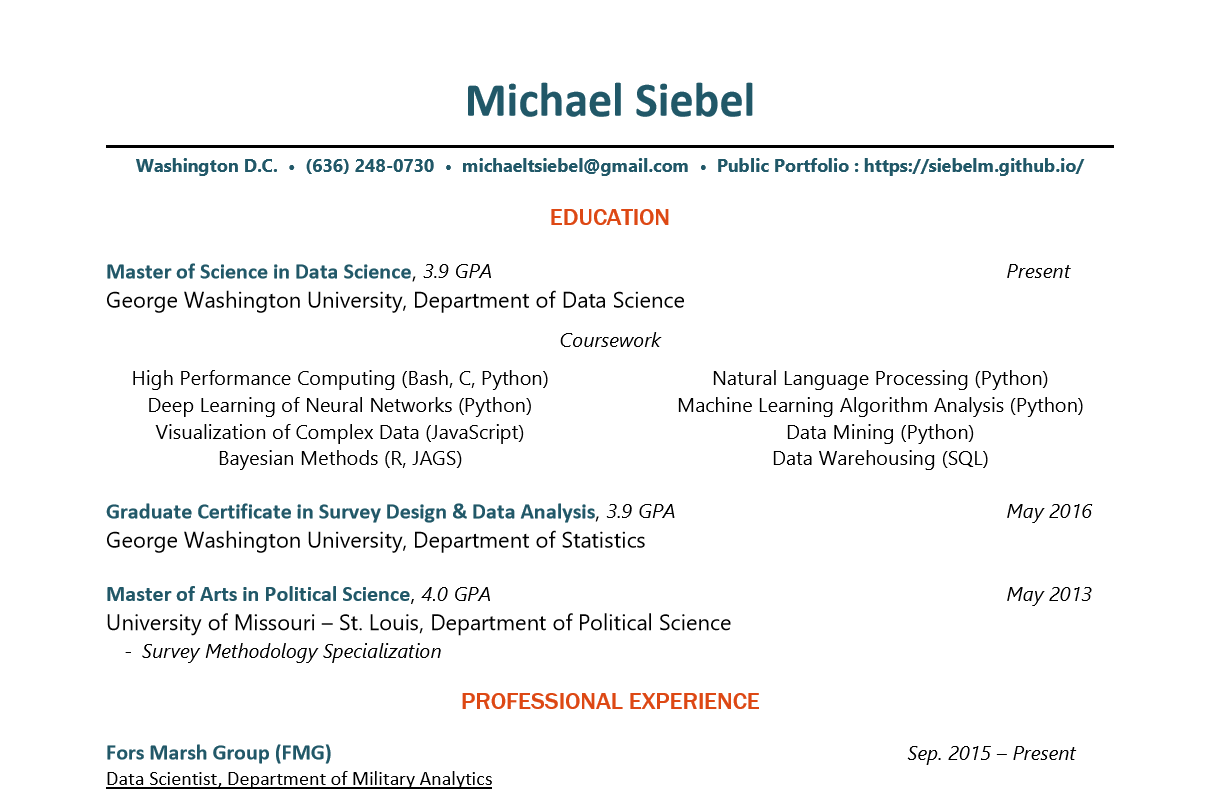 Michael Siebel
Washington D.C. • (636) 248-0730 • michaeltsiebel@gmail.com • Public Portfolio : https://siebelm.github.io/
EDUCATION
Master of Science in Data Science, 3.9 GPA Present
George Washington University, Department of Data Science
Coursework
High Performance Computing (Bash, C, Python) Natural Language Processing (Python)
Deep Learning of Neural Networks (Python) Machine Learning Algorithm Analysis (Python)
Visualization of Complex Data (JavaScript) Data Mining (Python)
Bayesian Methods (R, JAGS) Data Warehousing (SQL)
Graduate Certificate in Survey Design & Data Analysis, 3.9 GPA May 2016
George Washington University, Department of Statistics
Master of Arts in Political Science, 4.0 GPA May 2013
University of Missouri – St. Louis, Department of Political Science
- Survey Methodology Specialization
PROFESSIONAL EXPERIENCE
Fors Marsh Group (FMG) Sep. 2015 – Present
Data Scientist, Department of Military Analytics